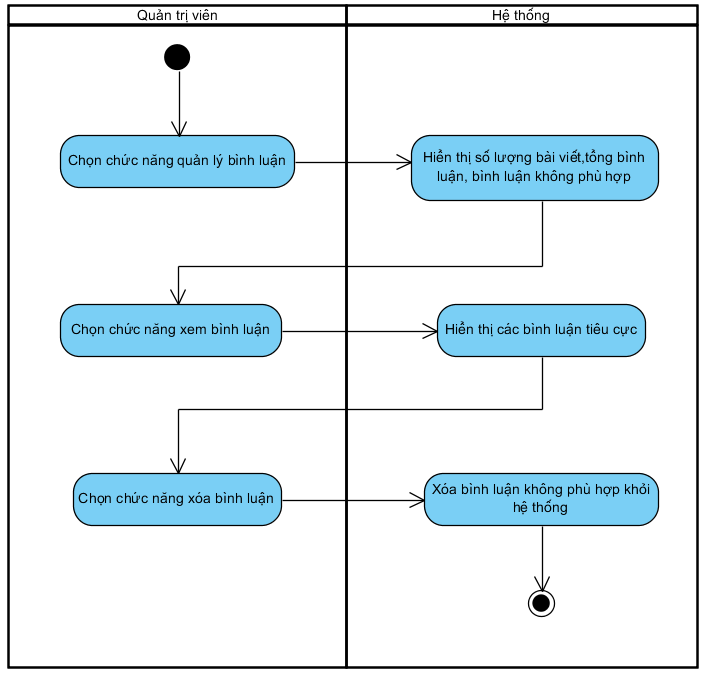 Quản trị viên
Hệ thống
Chọn chức năng quản lý bình luận
Hiển thị số lượng bài viết,tổng bình
luận, bình luận không phù hợp
Chọn chức năng xem bình luận
Hiển thị các bình luận tiêu cực
Chọn chức năng xóa bình luận
Xóa bình luận không phù hợp khỏi
hệ thống